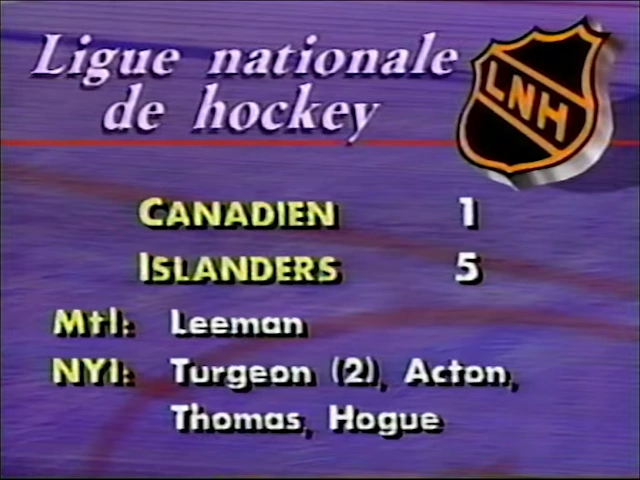 Ligue nationale
de hockey
LNH
CANADIEN 1
ISLANDERS 5
Mtl: Leeman
NYI: Turgeon (2), Acton,
Thomas, Hogue